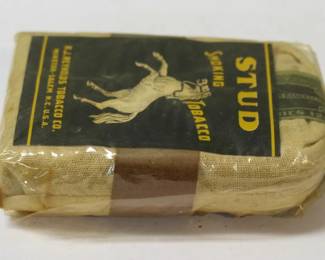 STUD
SMOKING
TOBACCO
R.J. REYNOLDS TOBACCO CO.
WINSTON-SALEM N.C. U.S.A.